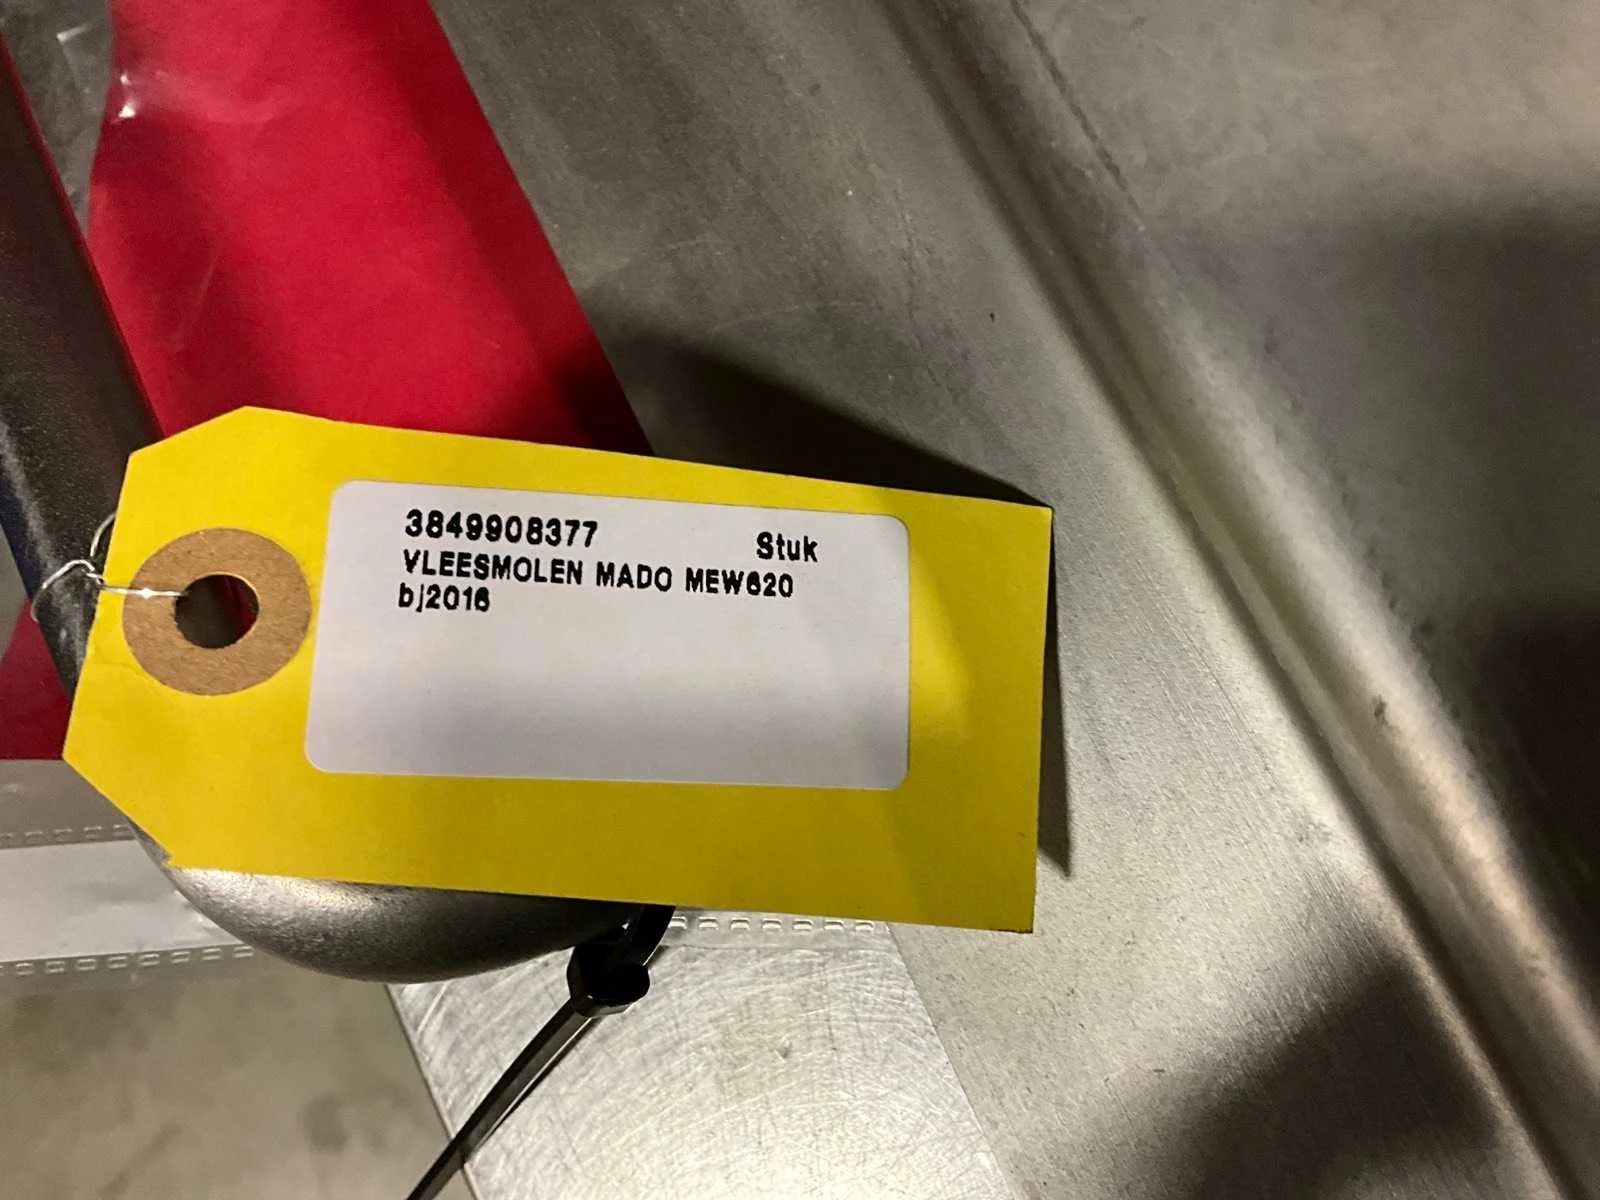 3849908377 Stuk
VLEESMOLEN MADO MEW620
bj2016